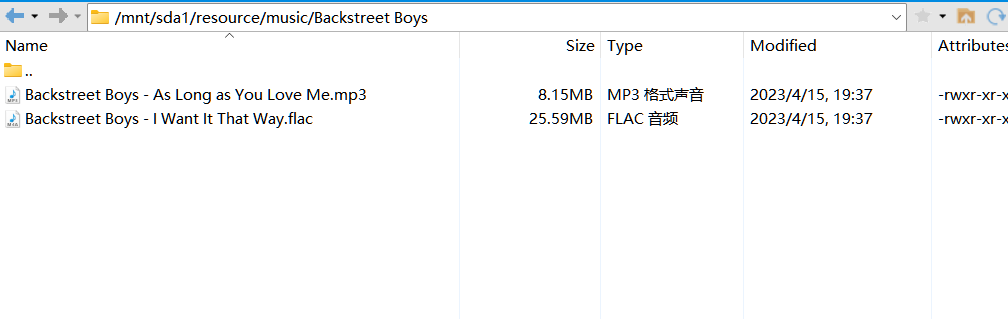 /mnt/sda1/resource/music/Backstreet Boys
Name Size Type Modified Attributes
..
Backstreet Boys - As Long as You Love Me.mp3 8.15MB MP3 格式声音 2023/4/15, 19:37 -rwxr-xr-x
Backstreet Boys - I Want It That Way.flac 25.59MB FLAC 音频 2023/4/15, 19:37 -rwxr-xr-x